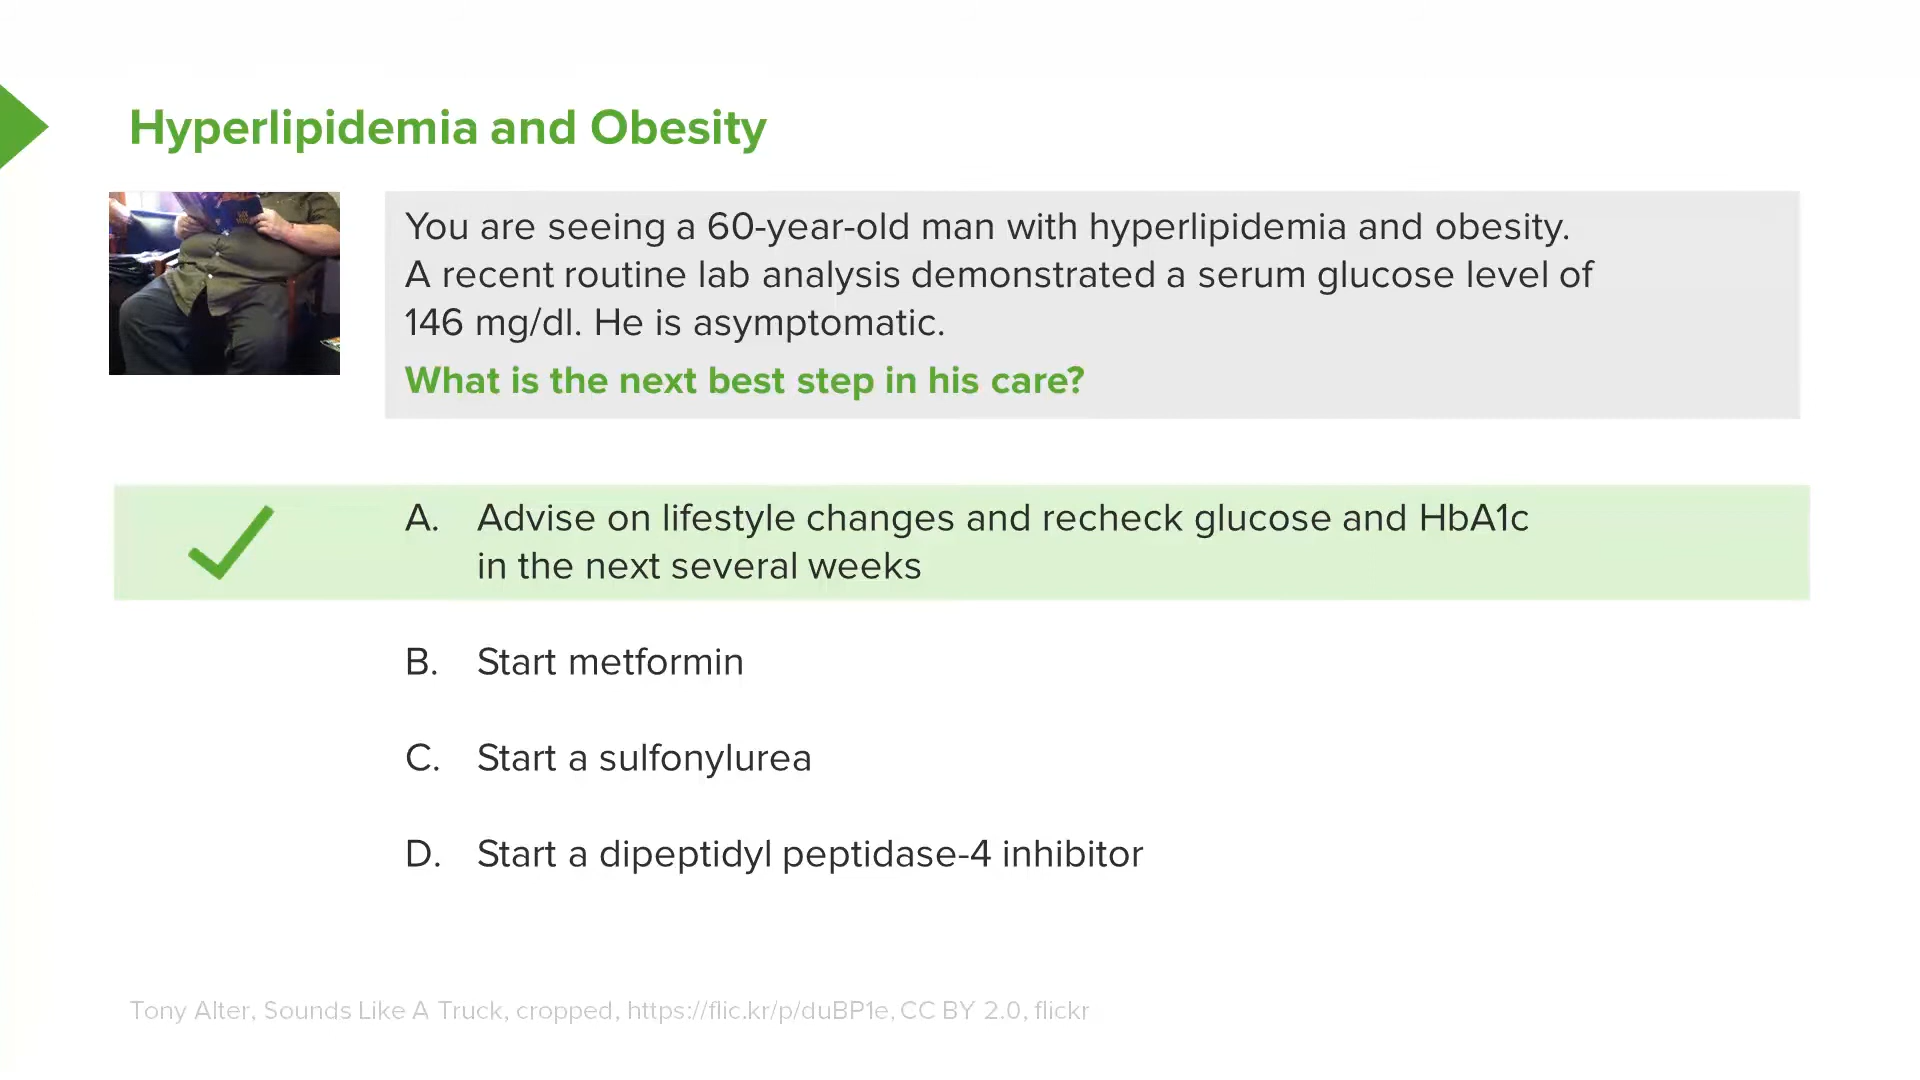 Hyperlipidemia and Obesity
You are seeing a 60-year-old man with hyperlipidemia and obesity.
A recent routine lab analysis demonstrated a serum glucose level of
146 mg/dl. He is asymptomatic.
What is the next best step in his care?
A. Advise on lifestyle changes and recheck glucose and HbA1c
in the next several weeks
B. Start metformin
C. Start a sulfonylurea
D. Start a dipeptidyl peptidase-4 inhibitor
Tony Alter, Sounds Like A Truck, cropped, https://flic.kr/p/duBP1e, CC BY 2.0, flickr